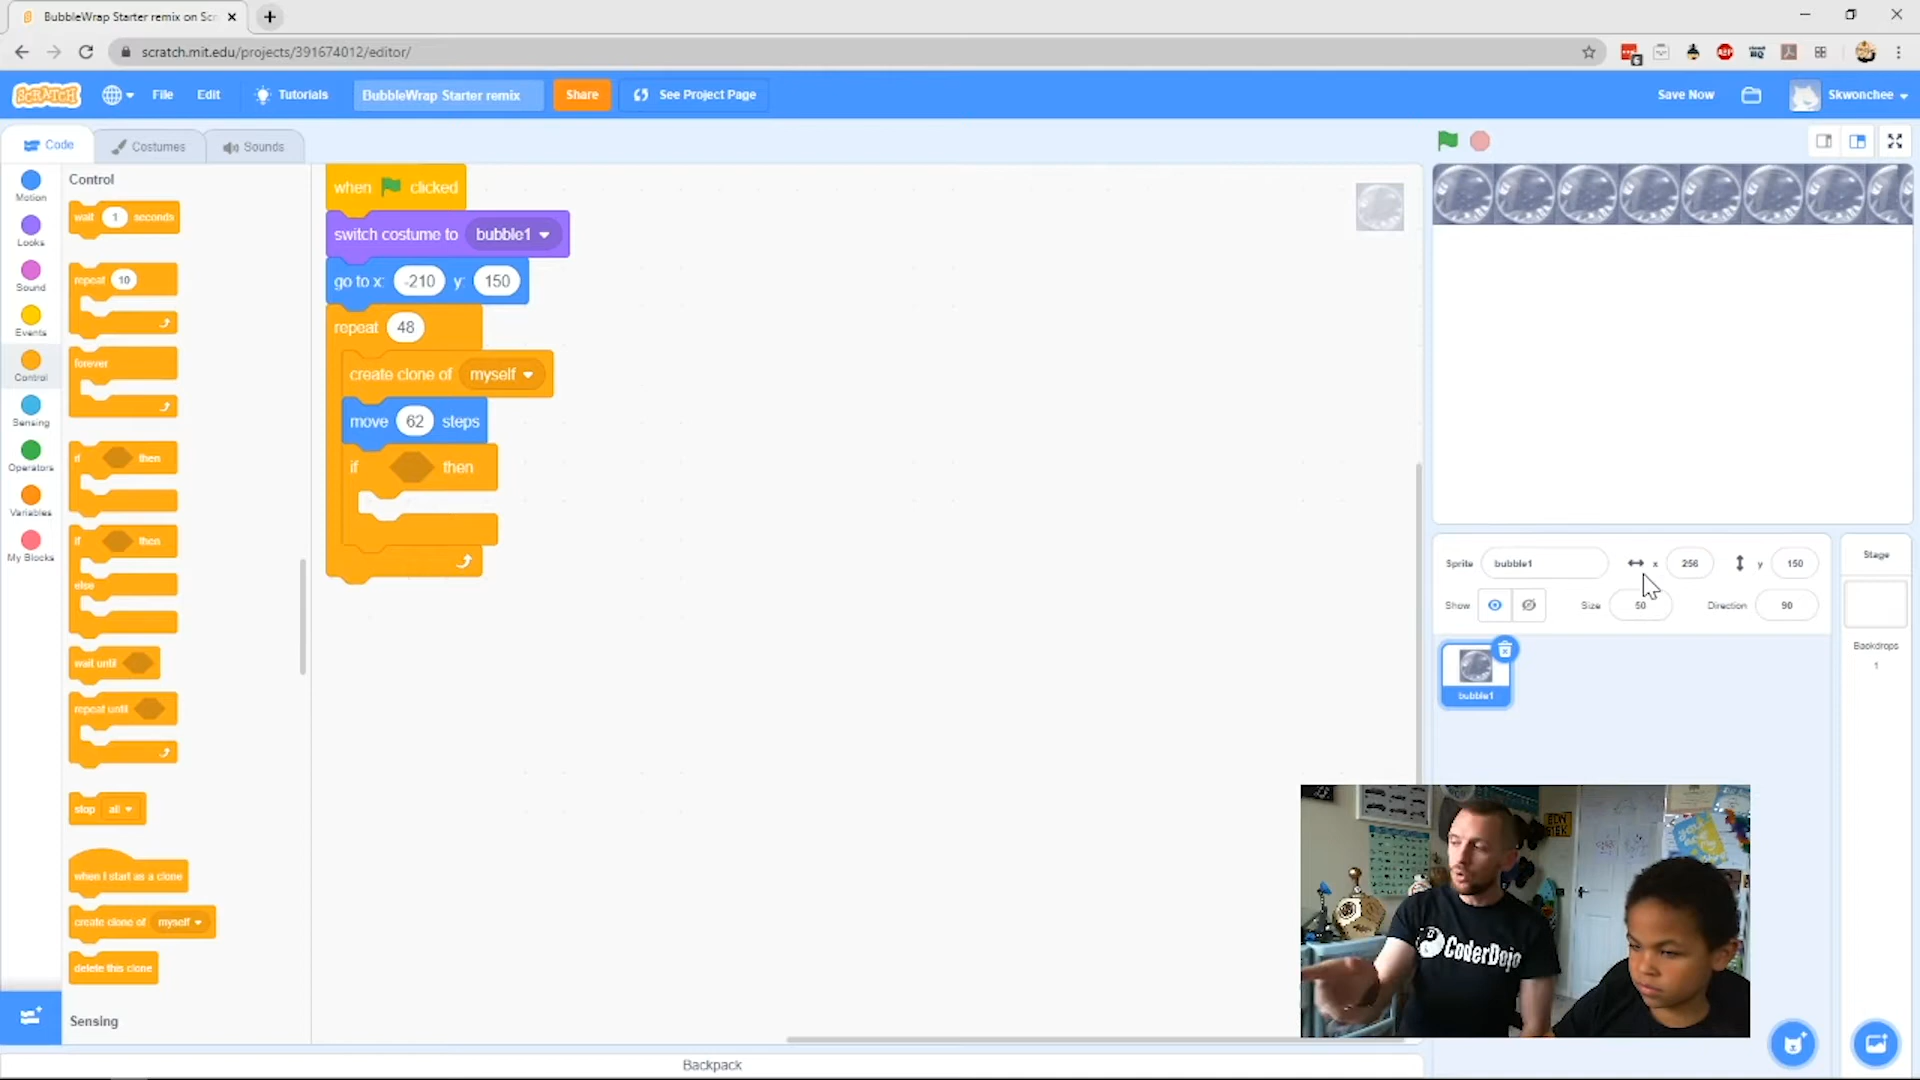 BubbleWrap Starter remix on Scr
scratch.mit.edu/projects/391674012/editor/
SCRATCH
File
Edit
Tutorials
BubbleWrap Starter remix
Share
See Project Page
Save Now
Skwonchee
Code
Costumes
Sounds
Motion
Looks
Sound
Events
Control
Sensing
Operators
Variables
My Blocks
Control
wait 1 seconds
repeat 10
forever
if then
if then
else
wait until
repeat until
stop all
when I start as a clone
create clone of myself
delete this clone
Sensing
when clicked
switch costume to bubble1
go to x: -210 y: 150
repeat 48
create clone of myself
move 62 steps
if then
Sprite bubble1 x 256 y 150
Show Size 50 Direction 90
bubble1
Stage
Backdrops
1
CoderDojo
Backpack